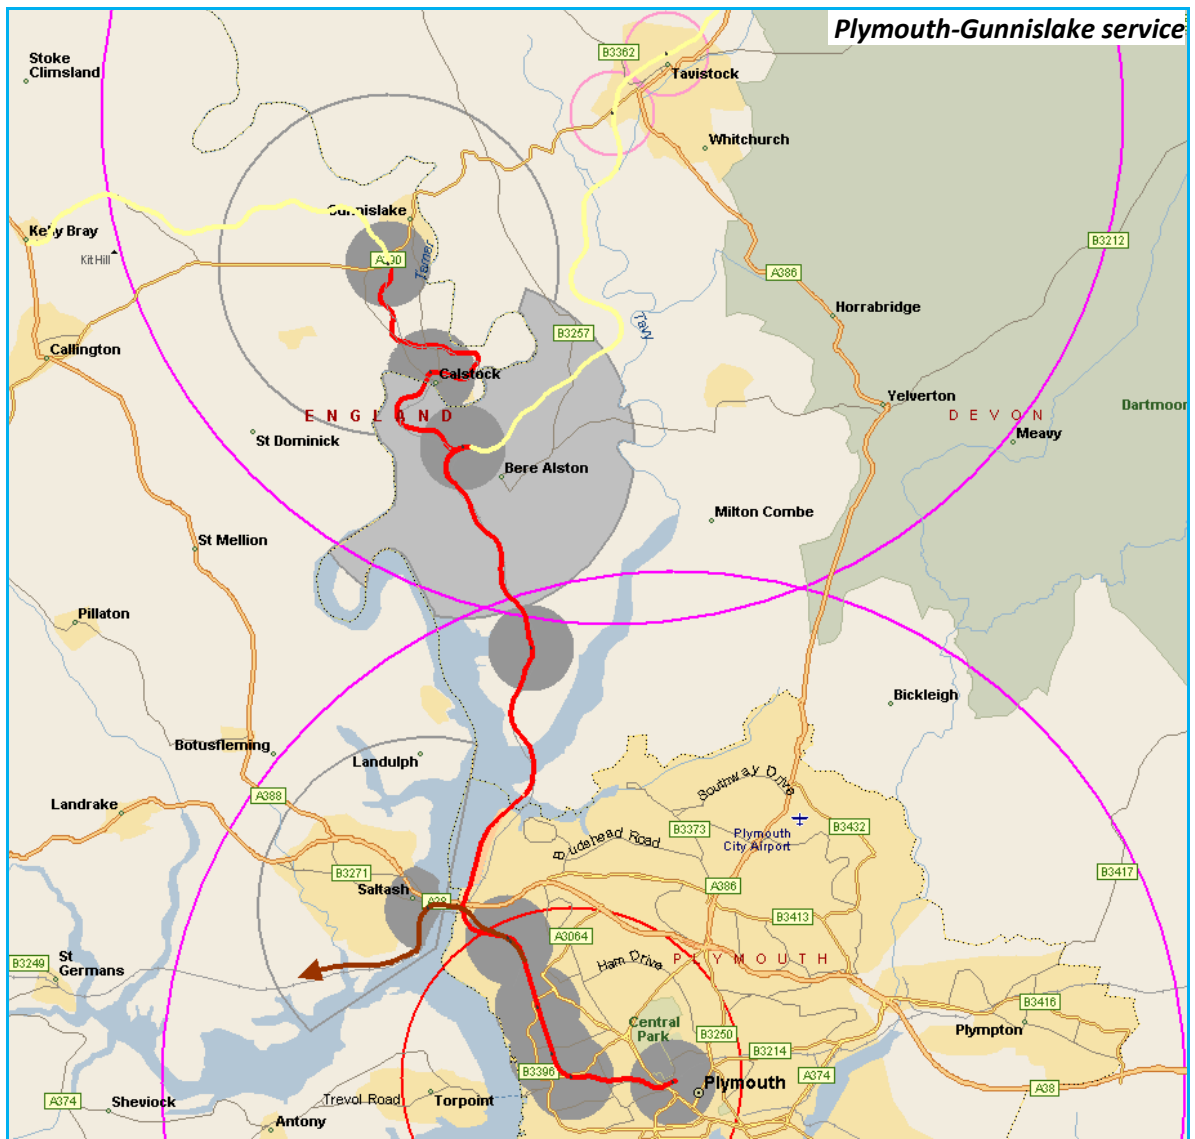 Plymouth-Gunnislake service
Stoke
Climsland
B3362
Tavistock
Whitchurch
Gunnislake
Kelly Bray
Kit Hill
A390
Tamar
B3212
A386
Horrabridge
Tavy
B3257
Callington
Calstock
Yelverton
Dartmoor
ENGLAND
DEVON
St Dominick
Meavy
Bere Alston
Milton Combe
St Mellion
Pillaton
Bickleigh
Botusfleming
Landulph
Southway Drive
A388
Landrake
Budshead Road
B3373
Plymouth
City Airport
B3432
B3271
Saltash
A38
A386
B3417
B3413
A3064
St
Germans
B3249
Ham Drive
PLYMOUTH
B3416
Plympton
Central
Park
B3250
B3214
B3396
Plymouth
A374
A38
A374
Sheviock
Trevol Road
Torpoint
Antony